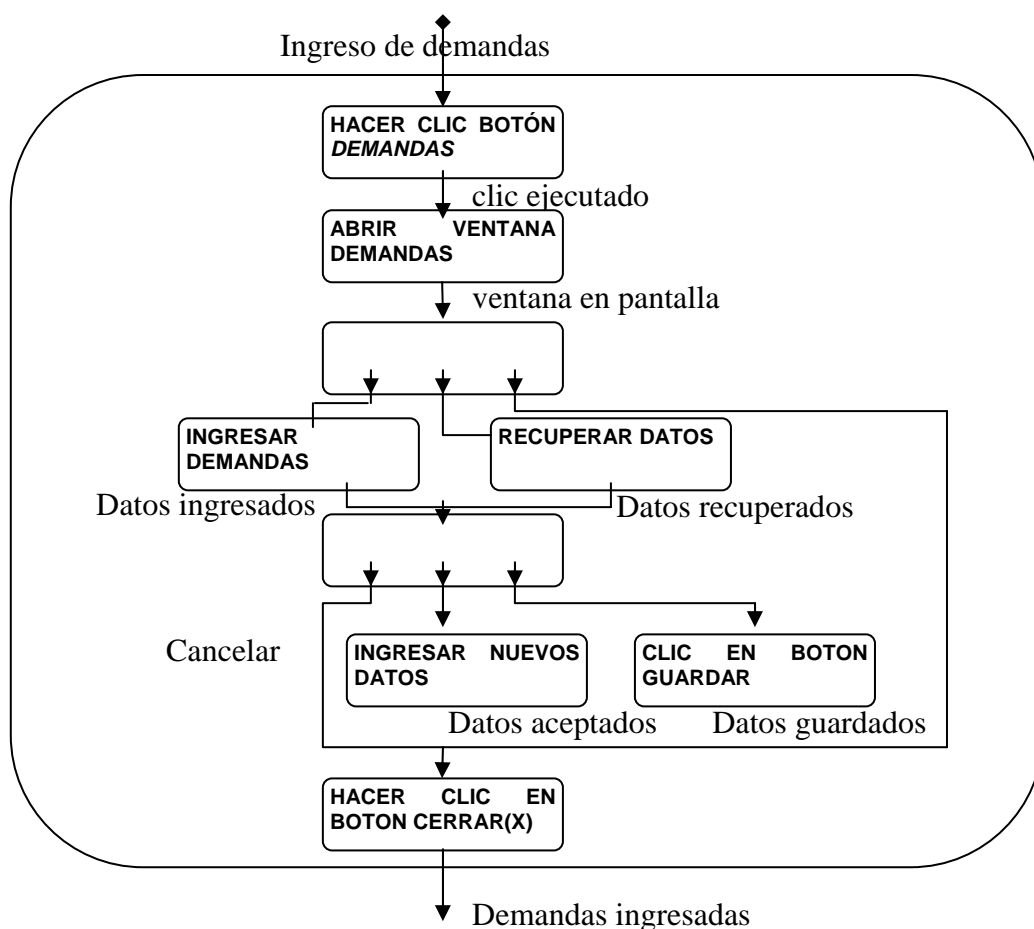 Ingreso de demandas
HACER CLIC BOTÓN
DEMANDAS
clic ejecutado
ABRIR VENTANA
DEMANDAS
ventana en pantalla
INGRESAR
DEMANDAS
RECUPERAR DATOS
Datos ingresados
Datos recuperados
Cancelar
INGRESAR NUEVOS
DATOS
CLIC EN BOTON
GUARDAR
Datos aceptados
Datos guardados
HACER CLIC EN
BOTON CERRAR(X)
Demandas ingresadas